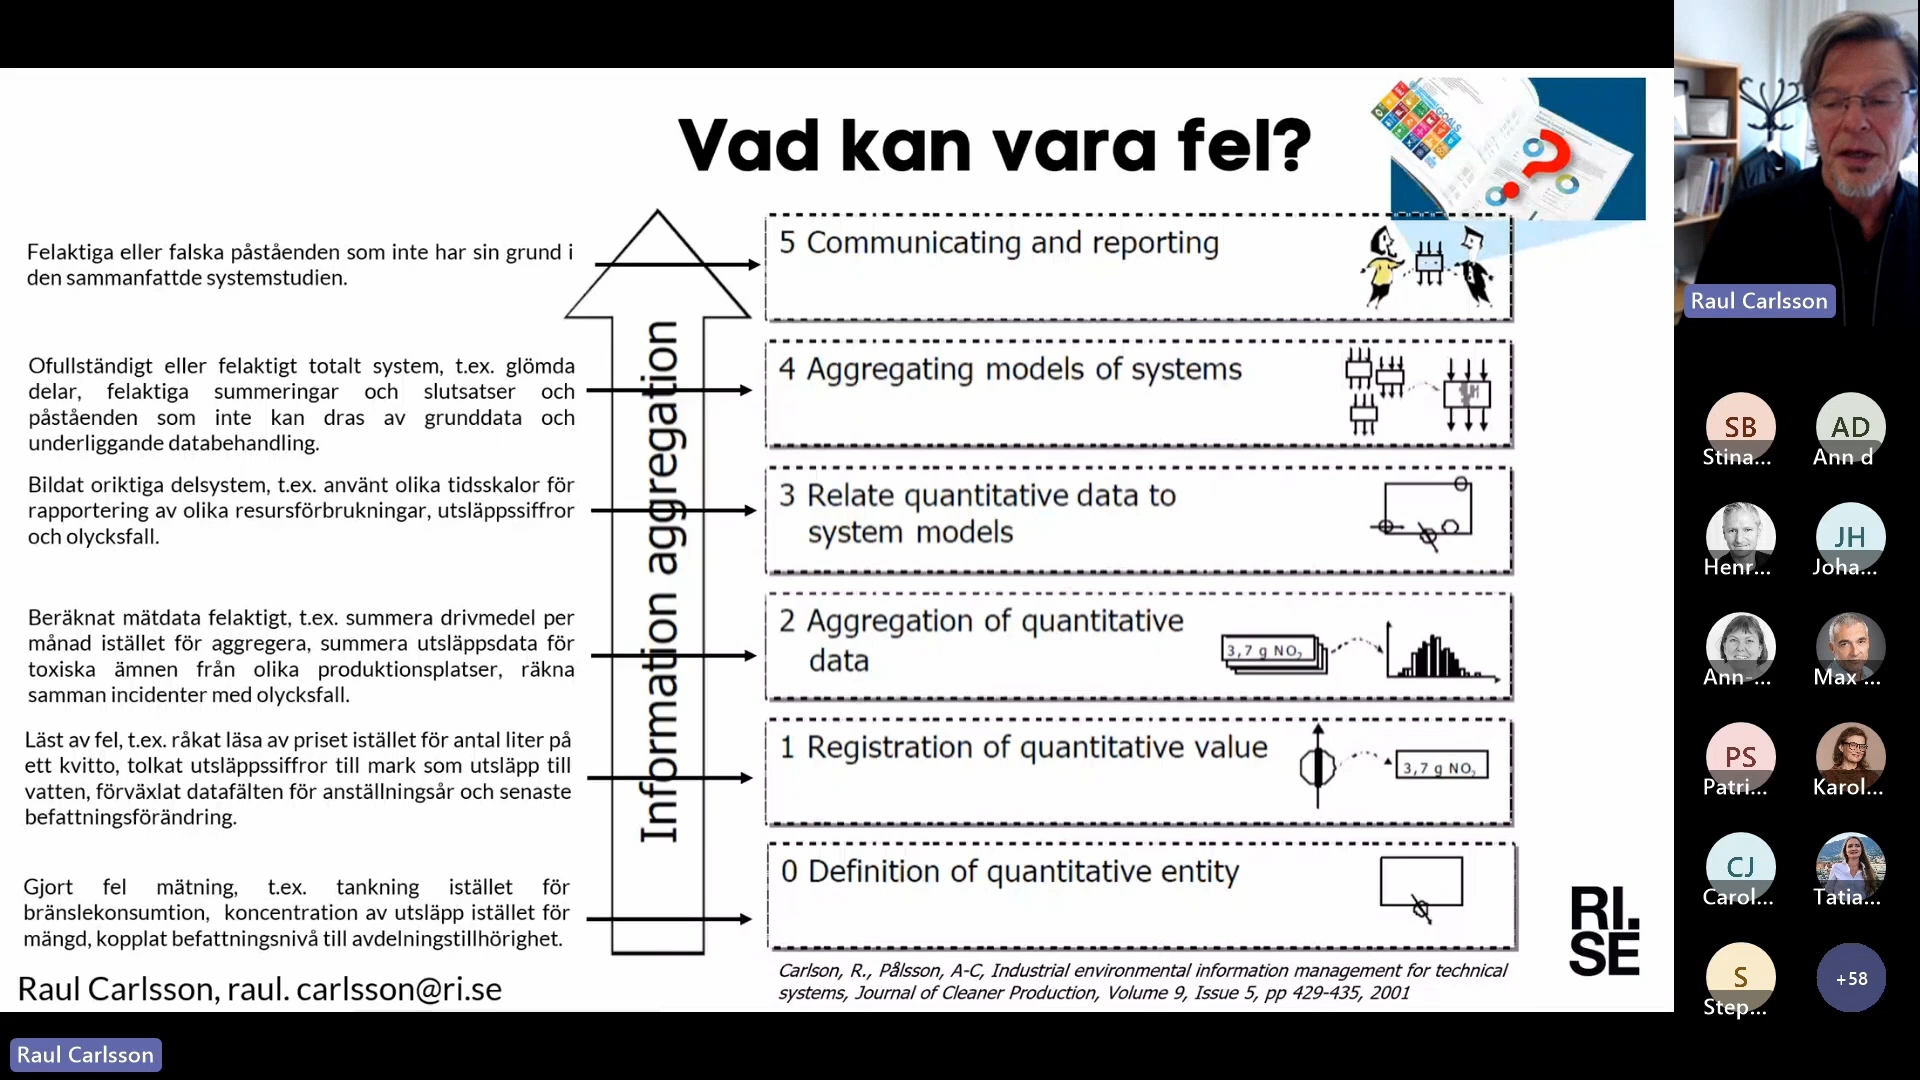 Vad kan vara fel?
Felaktiga eller falska påståenden som inte har sin grund i
den sammanfattde systemstudien.
Ofullständigt eller felaktigt totalt system, t.ex. glömda
delar, felaktiga summeringar och slutsatser och
påståenden som inte kan dras av grunddata och
underliggande databehandling.
Bildat oriktiga delsystem, t.ex. använt olika tidsskalor för
rapportering av olika resursförbrukningar, utsläppssiffror
och olycksfall.
Beräknat mätdata felaktigt, t.ex. summera drivmedel per
månad istället för aggregera, summera utsläppsdata för
toxiska ämnen från olika produktionsplatser, räkna
samman incidenter med olycksfall.
Läst av fel, t.ex. råkat läsa av priset istället för antal liter på
ett kvitto, tolkat utsläppssiffror till mark som utsläpp till
vatten, förväxlat datafälten för anställningsår och senaste
befattningsförändring.
Gjort fel mätning, t.ex. tankning istället för
bränslekonsumtion, koncentration av utsläpp istället för
mängd, kopplat befattningsnivå till avdelningstillhörighet.
Raul Carlsson, raul. carlsson@ri.se
Information aggregation
5 Communicating and reporting
4 Aggregating models of systems
3 Relate quantitative data to
system models
2 Aggregation of quantitative
data
3,7 g NO2
1 Registration of quantitative value
3,7 g NO2
0 Definition of quantitative entity
Carlson, R., Pålsson, A-C, Industrial environmental information management for technical
systems, Journal of Cleaner Production, Volume 9, Issue 5, pp 429-435, 2001
GOALS
?
RI.
SE
Raul Carlsson
SB
Stina...
AD
Ann d
Henr...
JH
Joha...
Ann-...
Max ...
PS
Patri...
Karol...
CJ
Carol...
Tatia...
S
Step...
+58
Raul Carlsson